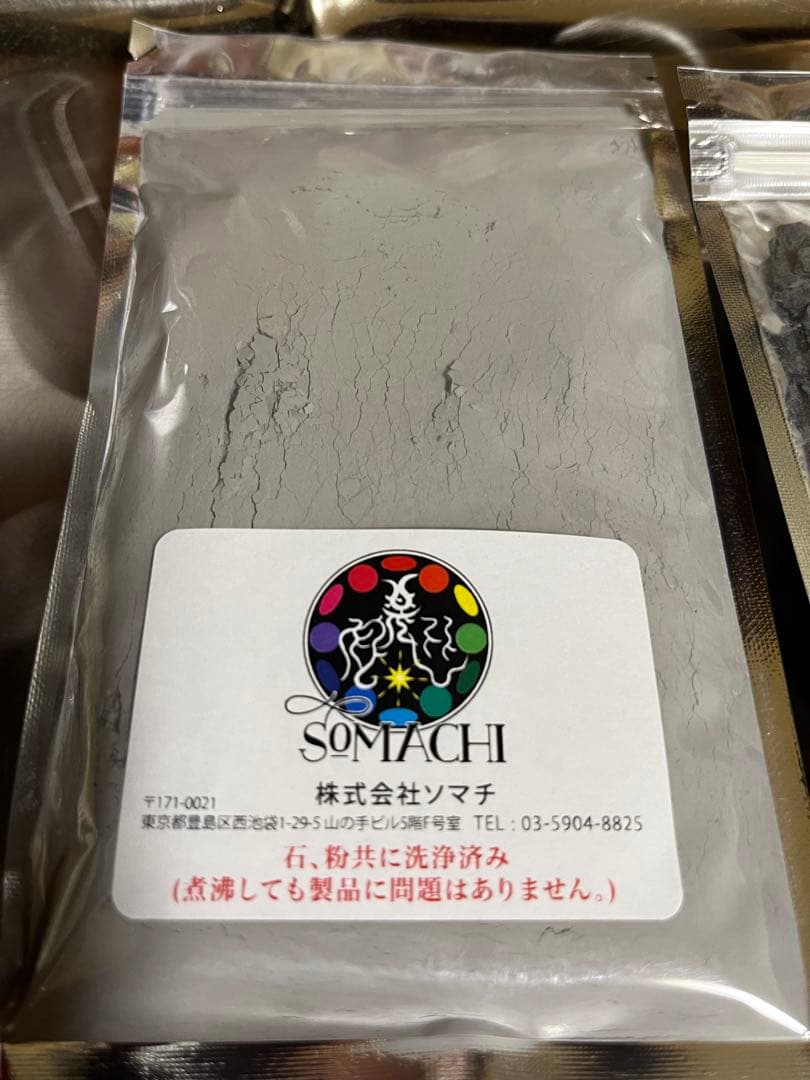 SoMACHI
株式会社ソマチ
〒171-0021
東京都豊島区西池袋1-29-5 山の手ビル5階F号室 TEL : 03-5904-8825
石、粉共に洗浄済み
(煮沸しても製品に問題はありません。)